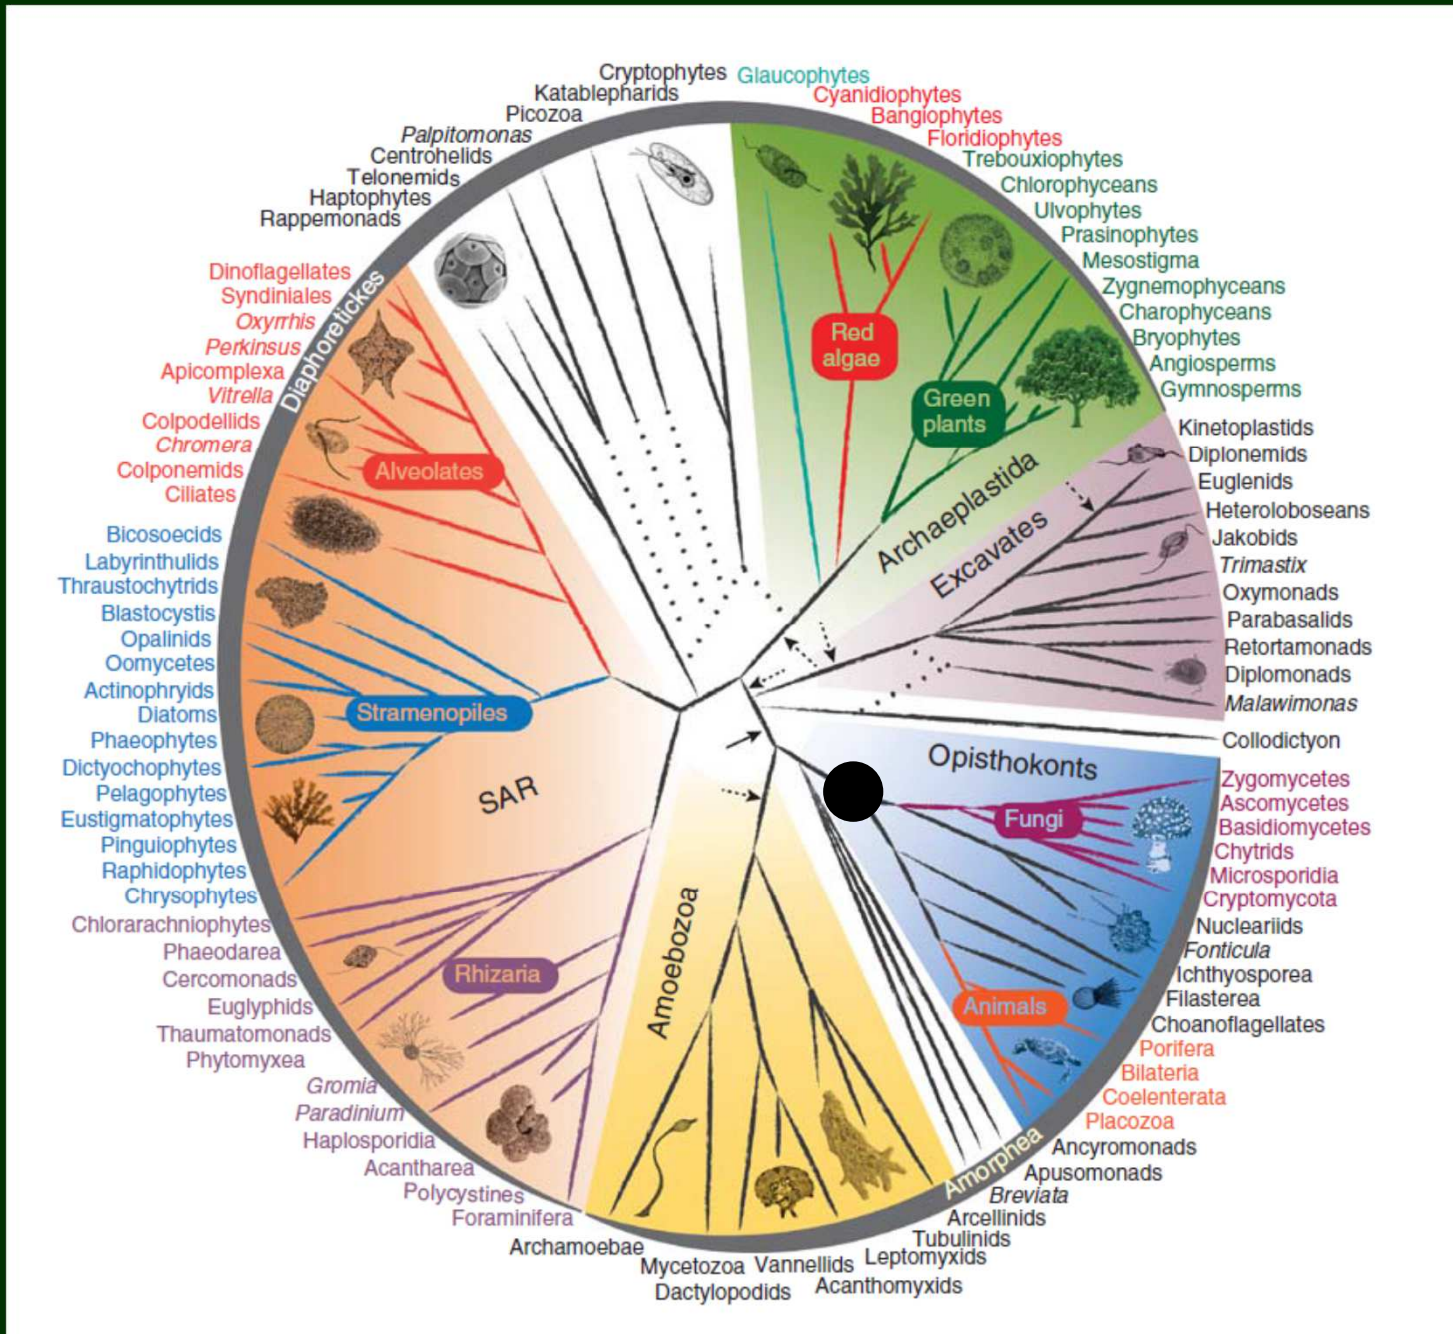 Cryptophytes
Katablepharids
Picozoa
Palpitomonas
Centrohelids
Telonemids
Haptophytes
Rappemonads
Glaucophytes
Cyanidiophytes
Bangiophytes
Floridiophytes
Trebouxiophytes
Chlorophyceans
Ulvophytes
Prasinophytes
Mesostigma
Zygnemophyceans
Charophyceans
Bryophytes
Angiosperms
Gymnosperms
Kinetoplastids
Diplonemids
Euglenids
Heteroloboseans
Jakobids
Trimastix
Oxymonads
Parabasalids
Retortamonads
Diplomonads
Malawimonas
Collodictyon
Zygomycetes
Ascomycetes
Basidiomycetes
Chytrids
Microsporidia
Cryptomycota
Nucleariids
Fonticula
Ichthyosporea
Filasterea
Choanoflagellates
Porifera
Bilateria
Coelenterata
Placozoa
Ancyromonads
Apusomonads
Breviata
Arcellinids
Tubulinids
Leptomyxids
Acanthomyxids
Vannellids
Dactylopodids
Mycetozoa
Archamoebae
Dinoflagellates
Syndiniales
Oxyrrhis
Perkinsus
Apicomplexa
Vitrella
Colpodellids
Chromera
Colponemids
Ciliates
Bicosoecids
Labyrinthulids
Thraustochytrids
Blastocystis
Opalinids
Oomycetes
Actinophryids
Diatoms
Phaeophytes
Dictyochophytes
Pelagophytes
Eustigmatophytes
Pinguiophytes
Raphidophytes
Chrysophytes
Chlorarachniophytes
Phaeodarea
Cercomonads
Euglyphids
Thaumatomonads
Phytomyxea
Gromia
Paradinium
Haplosporidia
Acantharea
Polycystines
Foraminifera
Diaphoretickes
Alveolates
Stramenopiles
SAR
Rhizaria
Red
algae
Green
plants
Archaeplastida
Excavates
Opisthokonts
Fungi
Animals
Amoebozoa
Amorphea